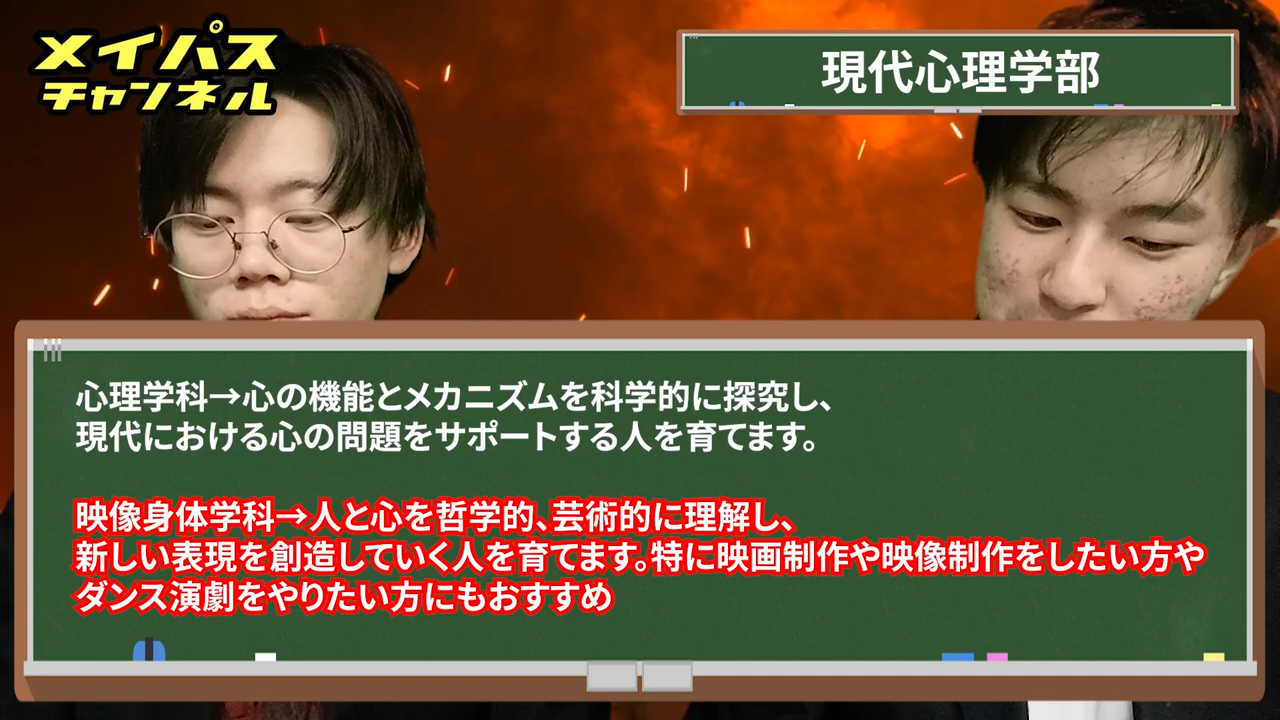 メイパス
チャンネル
現代心理学部
心理学科→心の機能とメカニズムを科学的に探究し、
現代における心の問題をサポートする人を育てます。
映像身体学科→人と心を哲学的、芸術的に理解し、
新しい表現を創造していく人を育てます。特に映画制作や映像制作をしたい方や
ダンス演劇をやりたい方にもおすすめ